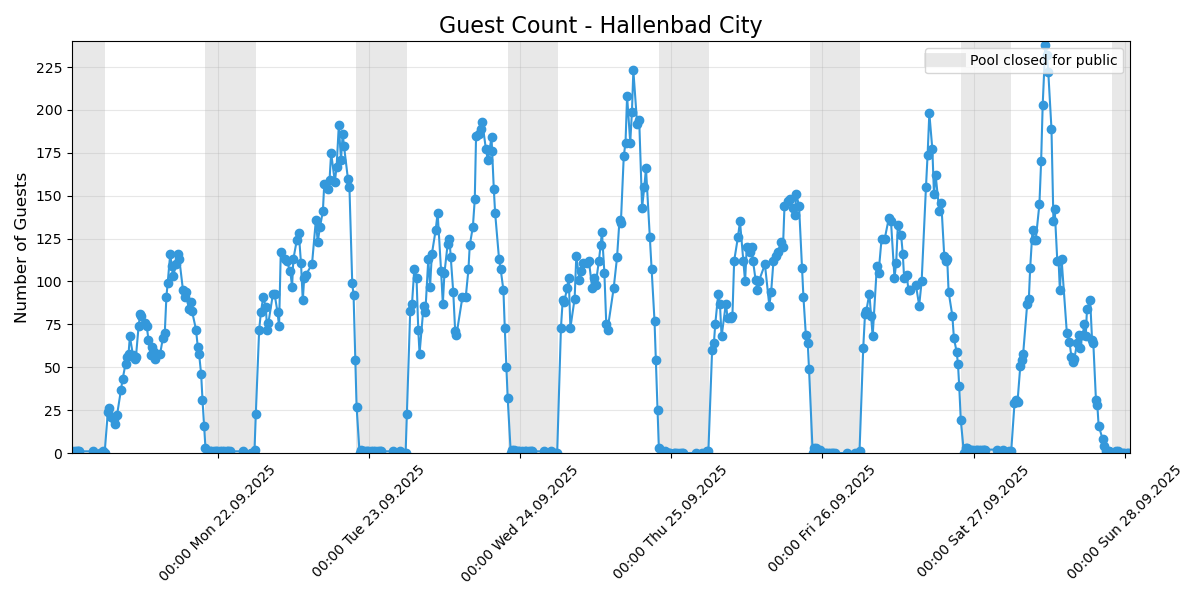 Guest Count - Hallenbad City
Pool closed for public
Number of Guests
225
200
175
150
125
100
75
50
25
0
00:00 Mon 22.09.2025
00:00 Tue 23.09.2025
00:00 Wed 24.09.2025
00:00 Thu 25.09.2025
00:00 Fri 26.09.2025
00:00 Sat 27.09.2025
00:00 Sun 28.09.2025